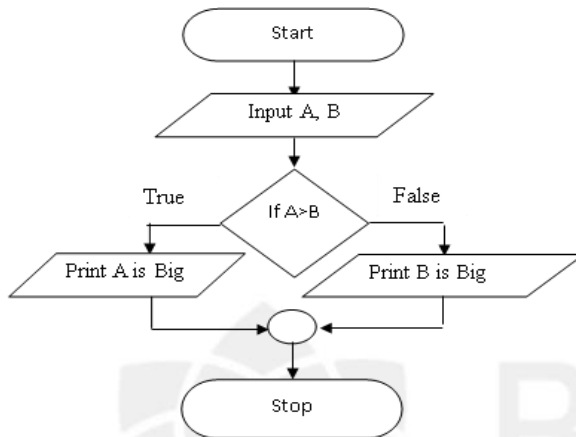 Start
Input A, B
True
If A>B
False
Print A is Big
Print B is Big
Stop